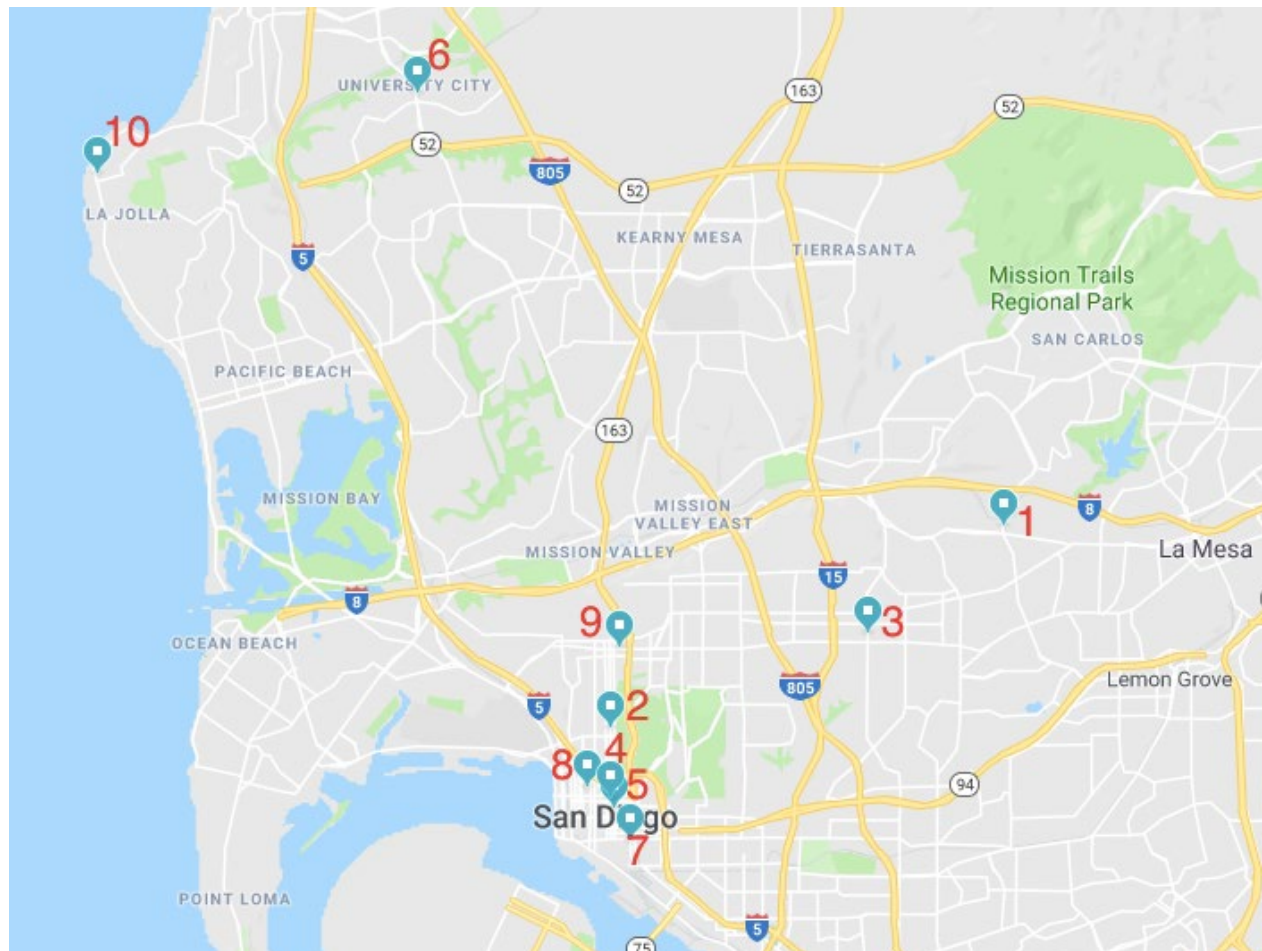 163
6
UNIVERSITY CITY
52
10
52
805
52
LA JOLLA
KEARNY MESA
TIERRASANTA
5
Mission Trails
Regional Park
SAN CARLOS
PACIFIC BEACH
163
MISSION BAY
MISSION
VALLEY EAST
8
1
MISSION VALLEY
La Mesa
15
8
3
9
OCEAN BEACH
Lemon Grove
805
5
2
4
8
5
94
San Diego
7
POINT LOMA
5
75